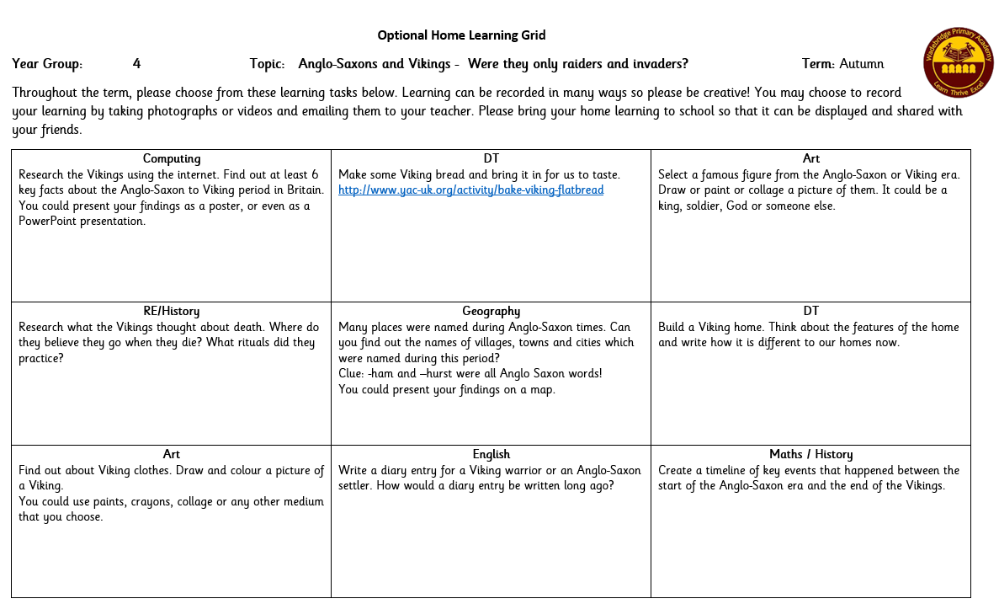 Optional Home Learning Grid
Year Group: 4 Topic: Anglo-Saxons and Vikings - Were they only raiders and invaders? Term: Autumn
Wadebridge Primary Academy
Learn Thrive Excel
Throughout the term, please choose from these learning tasks below. Learning can be recorded in many ways so please be creative! You may choose to record
your learning by taking photographs or videos and emailing them to your teacher. Please bring your home learning to school so that it can be displayed and shared with
your friends.
Computing
Research the Vikings using the internet. Find out at least 6
key facts about the Anglo-Saxon to Viking period in Britain.
You could present your findings as a poster, or even as a
PowerPoint presentation.
DT
Make some Viking bread and bring it in for us to taste.
http://www.yac-uk.org/activity/bake-viking-flatbread
Art
Select a famous figure from the Anglo-Saxon or Viking era.
Draw or paint or collage a picture of them. It could be a
king, soldier, God or someone else.
RE/History
Research what the Vikings thought about death. Where do
they believe they go when they die? What rituals did they
practice?
Geography
Many places were named during Anglo-Saxon times. Can
you find out the names of villages, towns and cities which
were named during this period?
Clue: -ham and –hurst were all Anglo Saxon words!
You could present your findings on a map.
DT
Build a Viking home. Think about the features of the home
and write how it is different to our homes now.
Art
Find out about Viking clothes. Draw and colour a picture of
a Viking.
You could use paints, crayons, collage or any other medium
that you choose.
English
Write a diary entry for a Viking warrior or an Anglo-Saxon
settler. How would a diary entry be written long ago?
Maths / History
Create a timeline of key events that happened between the
start of the Anglo-Saxon era and the end of the Vikings.